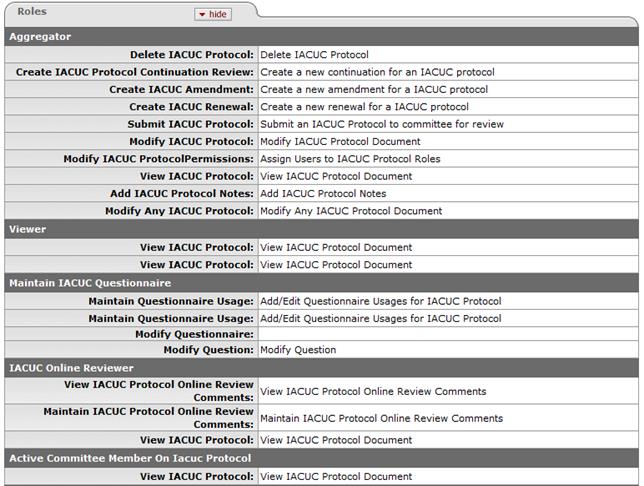 Roles
hide
Aggregator
Delete IACUC Protocol: Delete IACUC Protocol
Create IACUC Protocol Continuation Review: Create a new continuation for an IACUC protocol
Create IACUC Amendment: Create a new amendment for a IACUC protocol
Create IACUC Renewal: Create a new renewal for a IACUC protocol
Submit IACUC Protocol: Submit an IACUC Protocol to committee for review
Modify IACUC Protocol: Modify IACUC Protocol Document
Modify IACUC ProtocolPermissions: Assign Users to IACUC Protocol Roles
View IACUC Protocol: View IACUC Protocol Document
Add IACUC Protocol Notes: Add IACUC Protocol Notes
Modify Any IACUC Protocol: Modify Any IACUC Protocol Document
Viewer
View IACUC Protocol: View IACUC Protocol Document
View IACUC Protocol: View IACUC Protocol Document
Maintain IACUC Questionnaire
Maintain Questionnaire Usage: Add/Edit Questionnaire Usages for IACUC Protocol
Maintain Questionnaire Usage: Add/Edit Questionnaire Usages for IACUC Protocol
Modify Questionnaire:
Modify Question: Modify Question
IACUC Online Reviewer
View IACUC Protocol Online Review
Comments: View IACUC Protocol Online Review Comments
Maintain IACUC Protocol Online Review
Comments: Maintain IACUC Protocol Online Review Comments
View IACUC Protocol: View IACUC Protocol Document
Active Committee Member On Iacuc Protocol
View IACUC Protocol: View IACUC Protocol Document